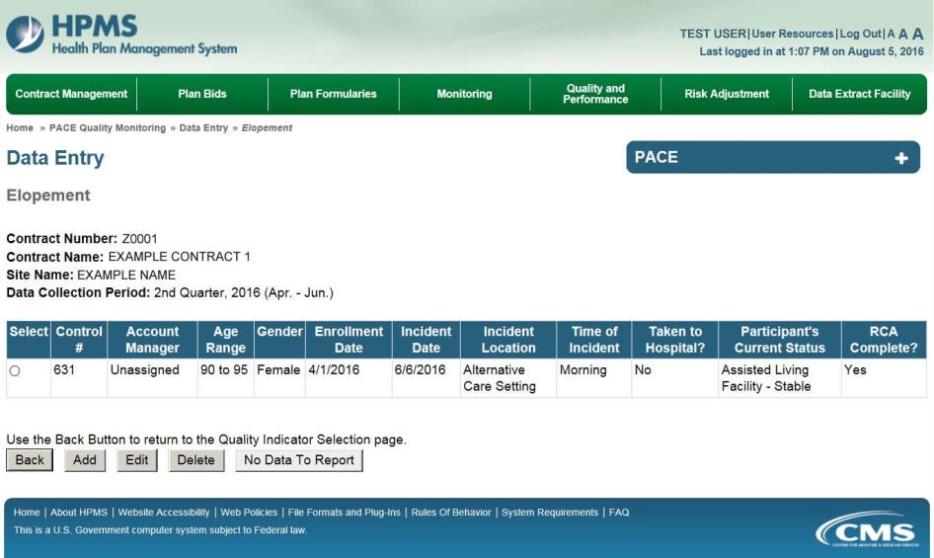 HPMS
Health Plan Management System
TEST USER|User Resources|Log Out|A A A
Last logged in at 1:07 PM on August 5, 2016
Contract Management Plan Bids Plan Formularies Monitoring Quality and Performance Risk Adjustment Data Extract Facility
Home » PACE Quality Monitoring » Data Entry » Elopement
Data Entry
PACE +
Elopement
Contract Number: Z0001
Contract Name: EXAMPLE CONTRACT 1
Site Name: EXAMPLE NAME
Data Collection Period: 2nd Quarter, 2016 (Apr. - Jun.)
Select Control # Account Manager Age Range Gender Enrollment Date Incident Date Incident Location Time of Incident Taken to Hospital? Participant's Current Status RCA Complete?
631 Unassigned 90 to 95 Female 4/1/2016 6/6/2016 Alternative Care Setting Morning No Assisted Living Facility - Stable Yes
Use the Back Button to return to the Quality Indicator Selection page.
Back Add Edit Delete No Data To Report
Home | About HPMS | Website Accessibility | Web Policies | File Formats and Plug-Ins | Rules Of Behavior | System Requirements | FAQ
This is a U.S. Government computer system subject to Federal law.
CMS